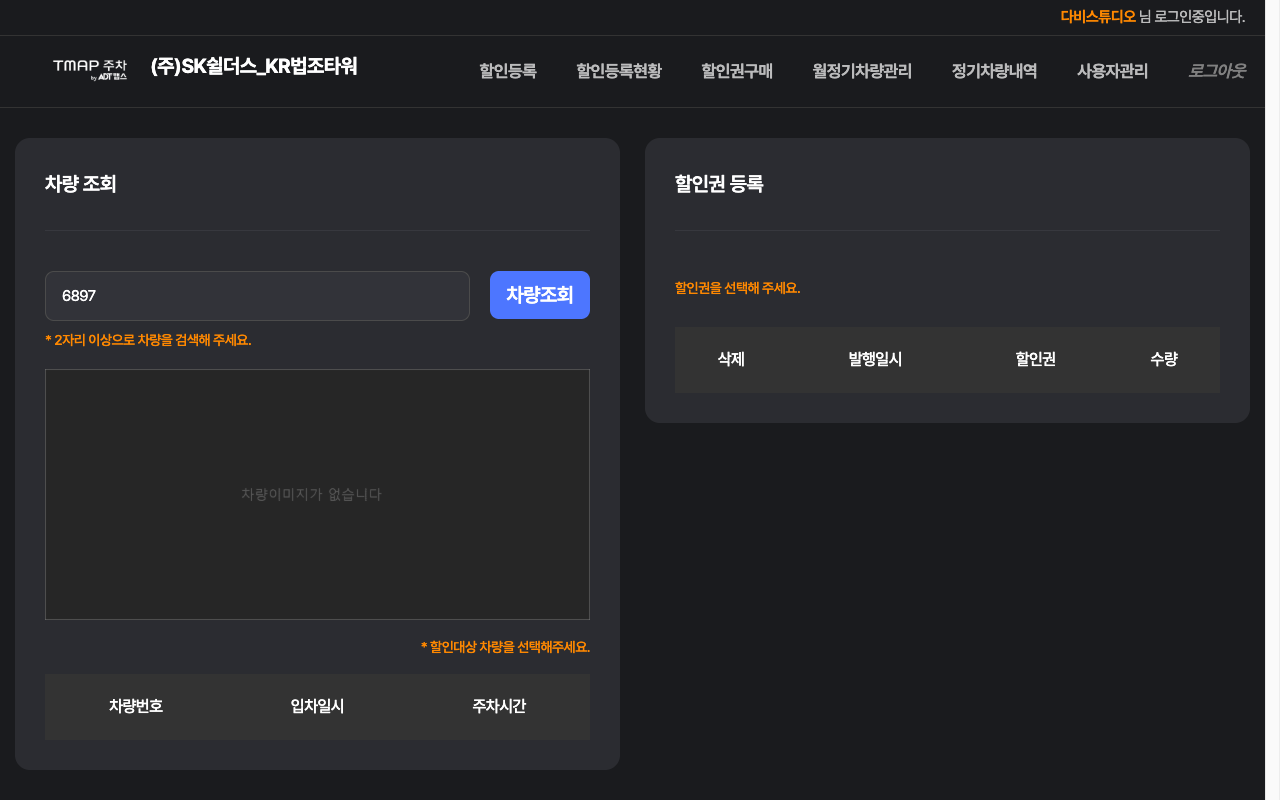 다비스튜디오 님 로그인중입니다.
TMAP 주차
by ADT캡스
(주)SK쉴더스_KR법조타워
할인등록
할인등록현황
할인권구매
월정기차량관리
정기차량내역
사용자관리
로그아웃
차량 조회
6897
차량조회
* 2자리 이상으로 차량을 검색해 주세요.
차량이미지가 없습니다
* 할인대상 차량을 선택해주세요.
차량번호 입차일시 주차시간
할인권 등록
할인권을 선택해 주세요.
삭제 발행일시 할인권 수량